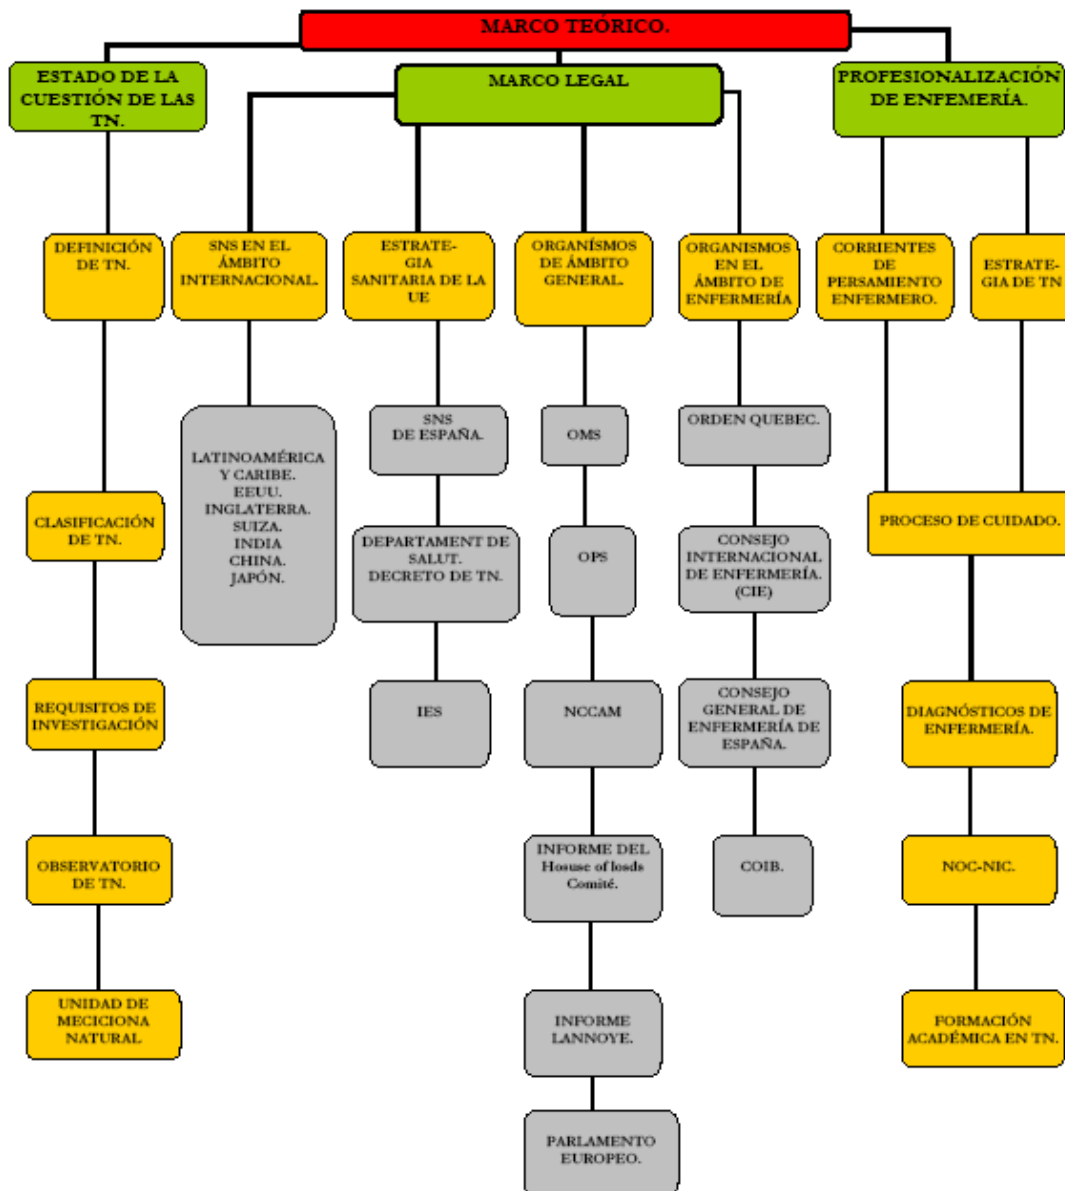 MARCO TEÓRICO.
ESTADO DE LA
CUESTIÓN DE LAS
TN.
MARCO LEGAL
PROFESIONALIZACIÓN
DE ENFEMERÍA.
DEFINICIÓN
DE TN.
SNS EN EL
ÁMBITO
INTERNACIONAL.
ESTRATE-
GIA
SANITARIA DE LA
UE
ORGANÍSMOS
DE ÁMBITO
GENERAL.
ORGANISMOS
EN EL
ÁMBITO DE
ENFERMERÍA
CORRIENTES
DE
PERSAMIENTO
ENFERMERO.
ESTRATE-
GIA DE TN
LATINOAMÉRICA
Y CARIBE.
EEUU.
INGLATERRA.
SUIZA.
INDIA
CHINA.
JAPÓN.
SNS
DE ESPAÑA.
OMS
ORDEN QUEBEC.
CLASIFICACIÓN
DE TN.
DEPARTAMENT DE
SALUT.
DECRETO DE TN.
OPS
CONSEJO
INTERNACIONAL
DE ENFERMERÍA.
(CIE)
PROCESO DE CUIDADO.
REQUISITOS DE
INVESTIGACIÓN
IES
NCCAM
CONSEJO
GENERAL DE
ENFERMERÍA DE
ESPAÑA.
DIAGNÓSTICOS DE
ENFERMERÍA.
OBSERVATORIO
DE TN.
INFORME DEL
Hosuse of losds
Comité.
COIB.
NOC-NIC.
UNIDAD DE
MECICIONA
NATURAL
INFORME
LANNOYE.
FORMACIÓN
ACADÉMICA EN TN.
PARLAMENTO
EUROPEO.